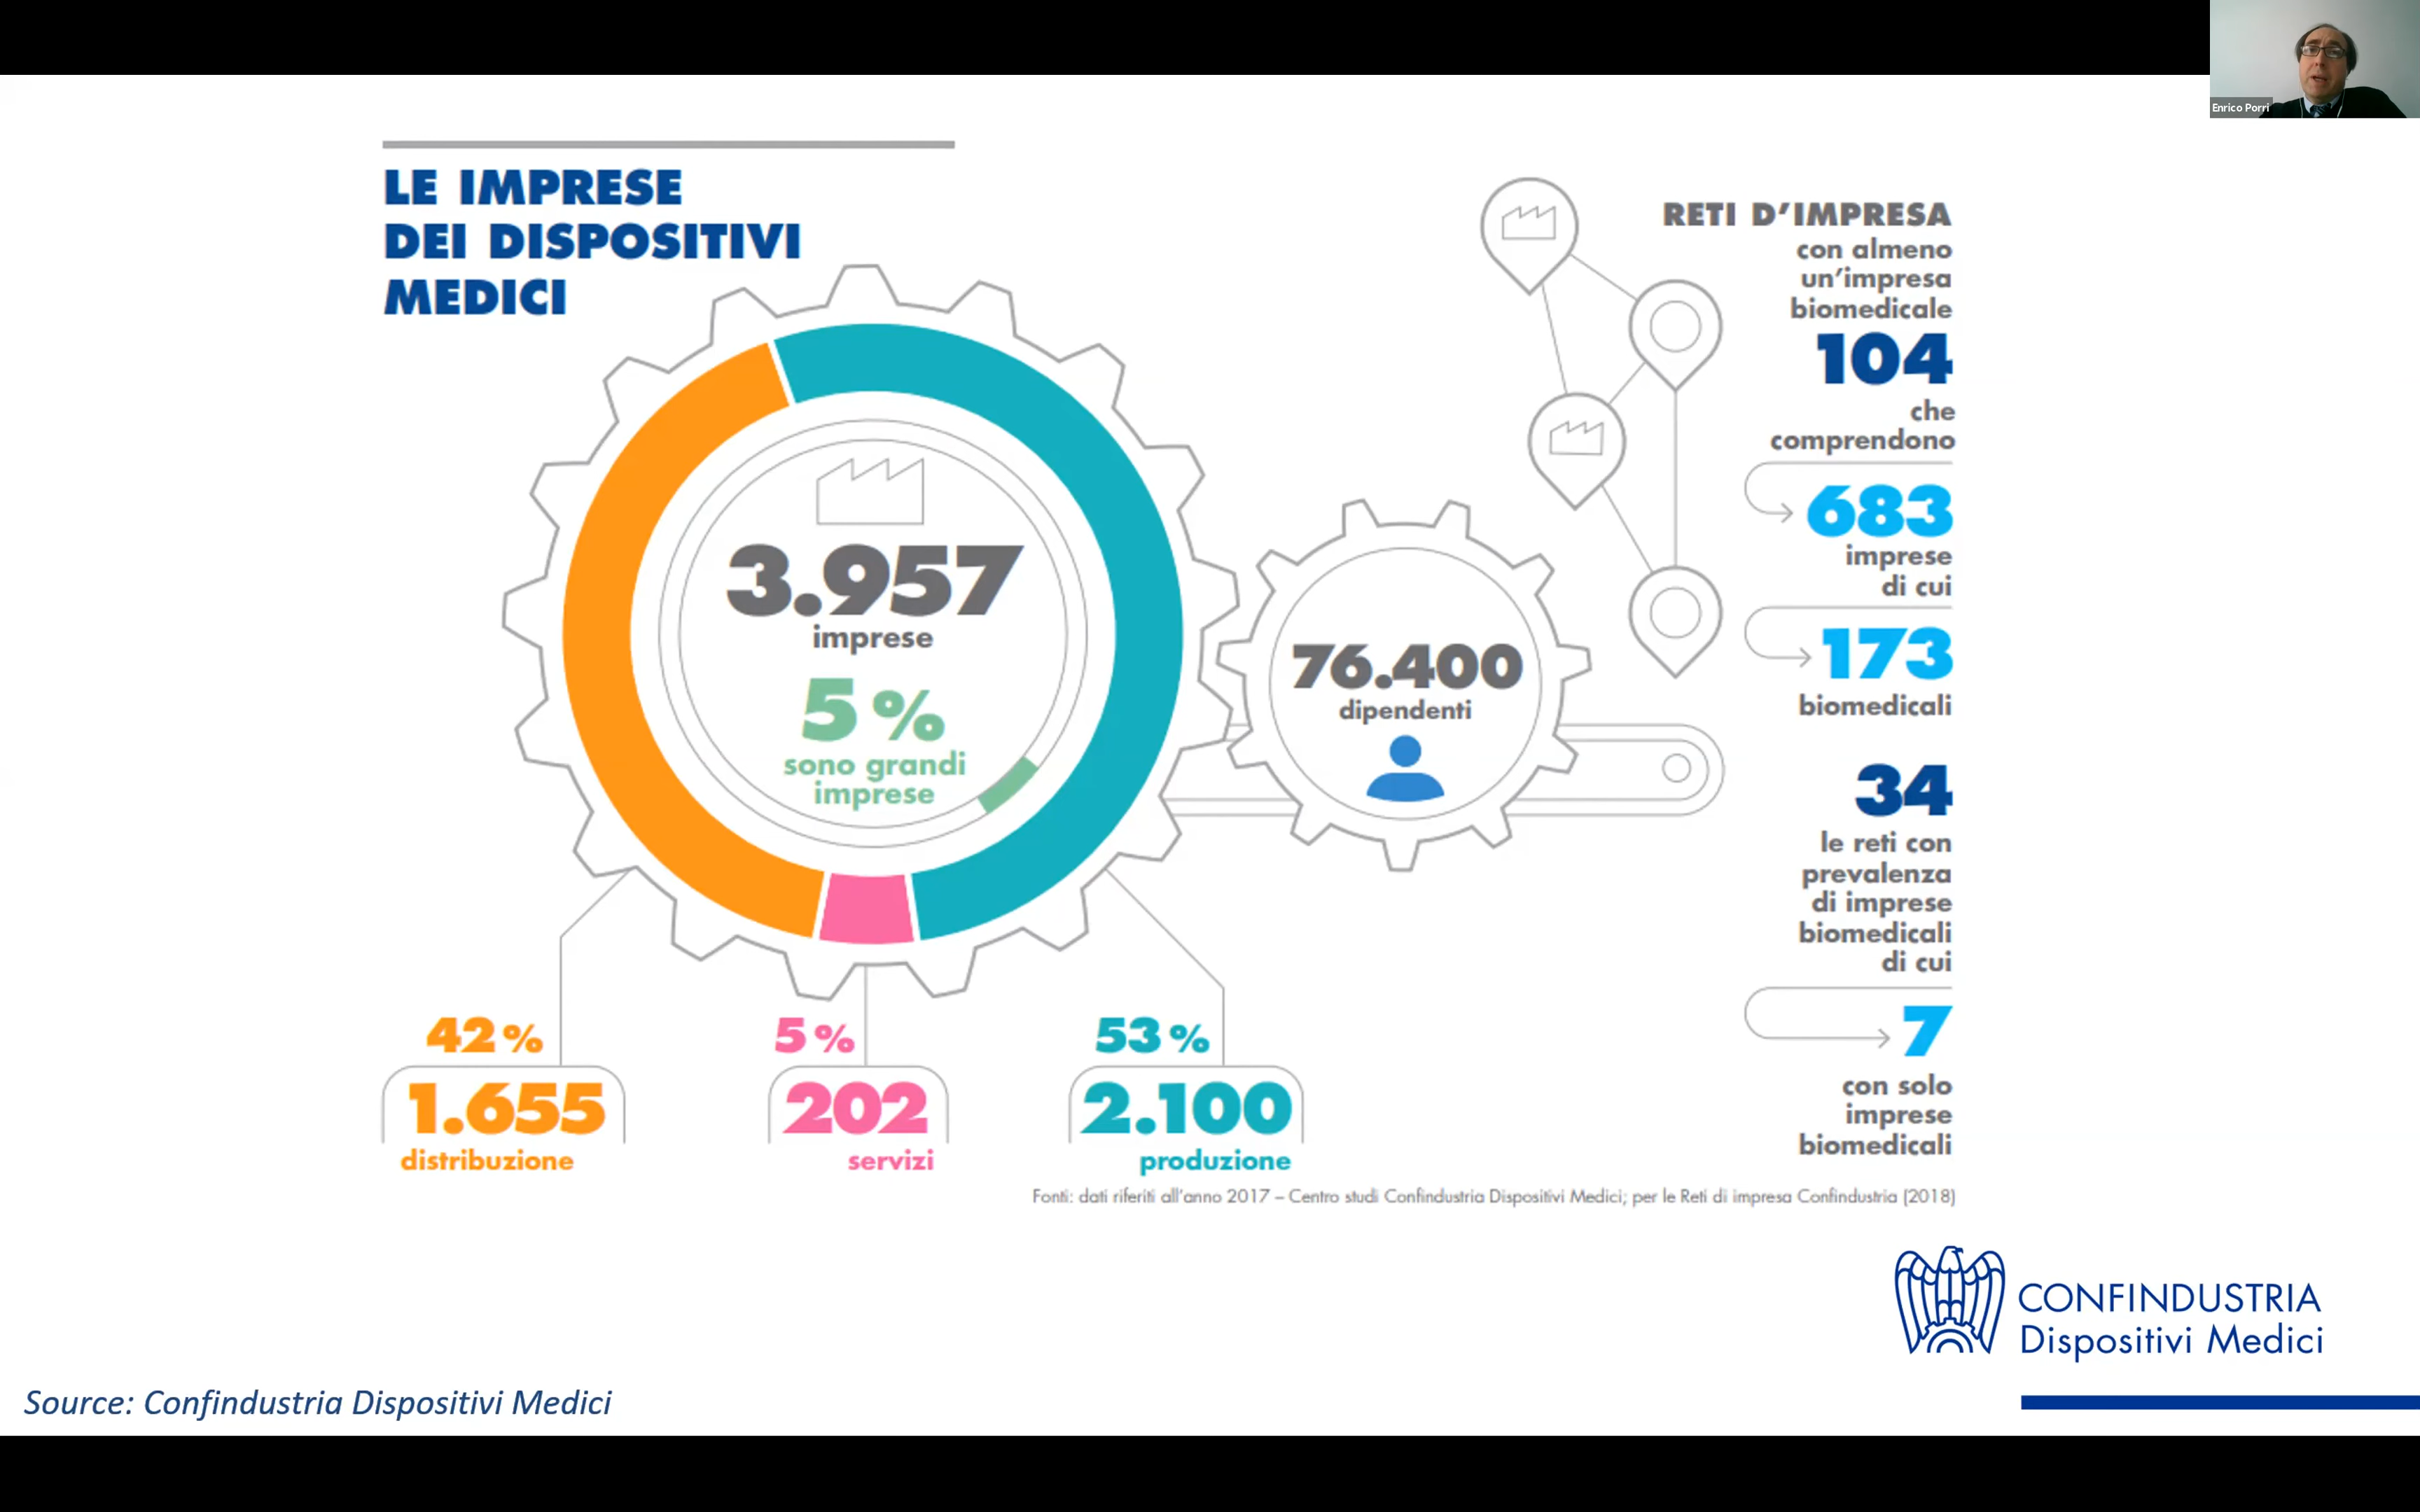 Enrico Porri
LE IMPRESE
DEI DISPOSITIVI
MEDICI
3.957
imprese
5 %
sono grandi
imprese
76.400
dipendenti
42 %
1.655
distribuzione
5 %
202
servizi
53 %
2.100
produzione
RETI D'IMPRESA
con almeno
un'impresa
biomedicale
104
che
comprendono
683
imprese
di cui
173
biomedicali
34
le reti con
prevalenza
di imprese
biomedicali
di cui
7
con solo
imprese
biomedicali
Fonti: dati riferiti all'anno 2017 – Centro studi Confindustria Dispositivi Medici; per le Reti di impresa Confindustria (2018)
CONFINDUSTRIA
Dispositivi Medici
Source: Confindustria Dispositivi Medici